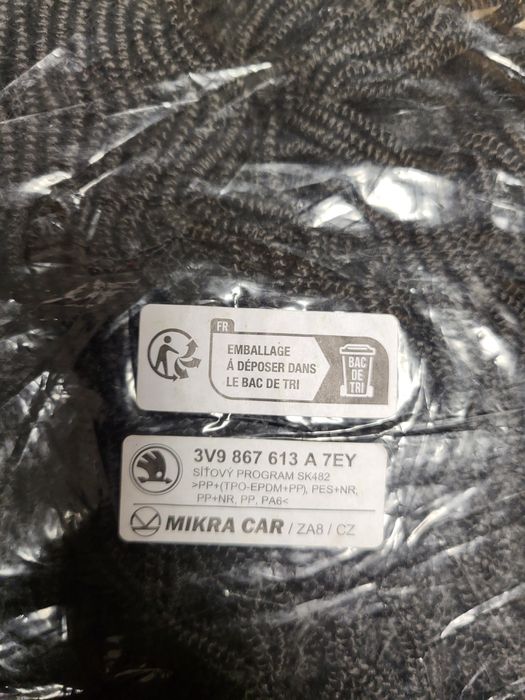 FR
EMBALLAGE
À DÉPOSER DANS
LE BAC DE TRI
BAC
DE
TRI
3V9 867 613 A 7EY
SÍŤOVÝ PROGRAM SK482
>PP+(TPO-EPDM+PP), PES+NR,
PP+NR, PP, PA6<
MIKRA CAR / ZA8 / CZ